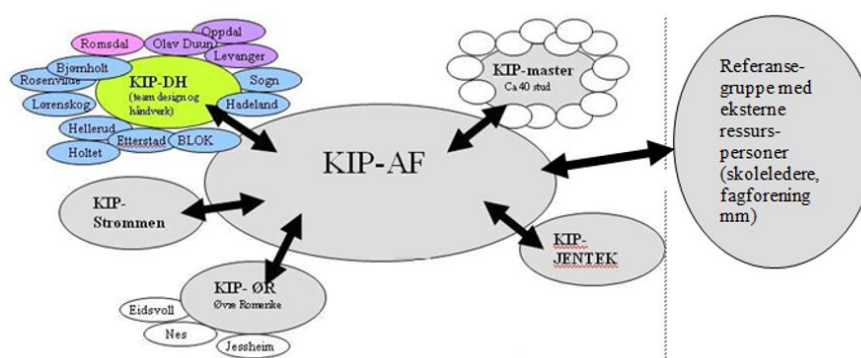 Oppdal
Romsdal
Olav Duun
Levanger
Bjørnholt
Rosenvilde
KIP-DH
(team design og
håndverk)
Sogn
Lørenskog
Hadeland
Hellerud
Etterstad
BLOK
Holtet
KIP-master
Ca 40 stud
KIP-AF
Referanse-
gruppe med
eksterne
ressurs-
personer
(skoleledere,
fagforening
mm)
KIP-
Strømmen
KIP-
JENTEK
KIP- ØR
Øvre Romerike
Eidsvoll
Nes
Jessheim